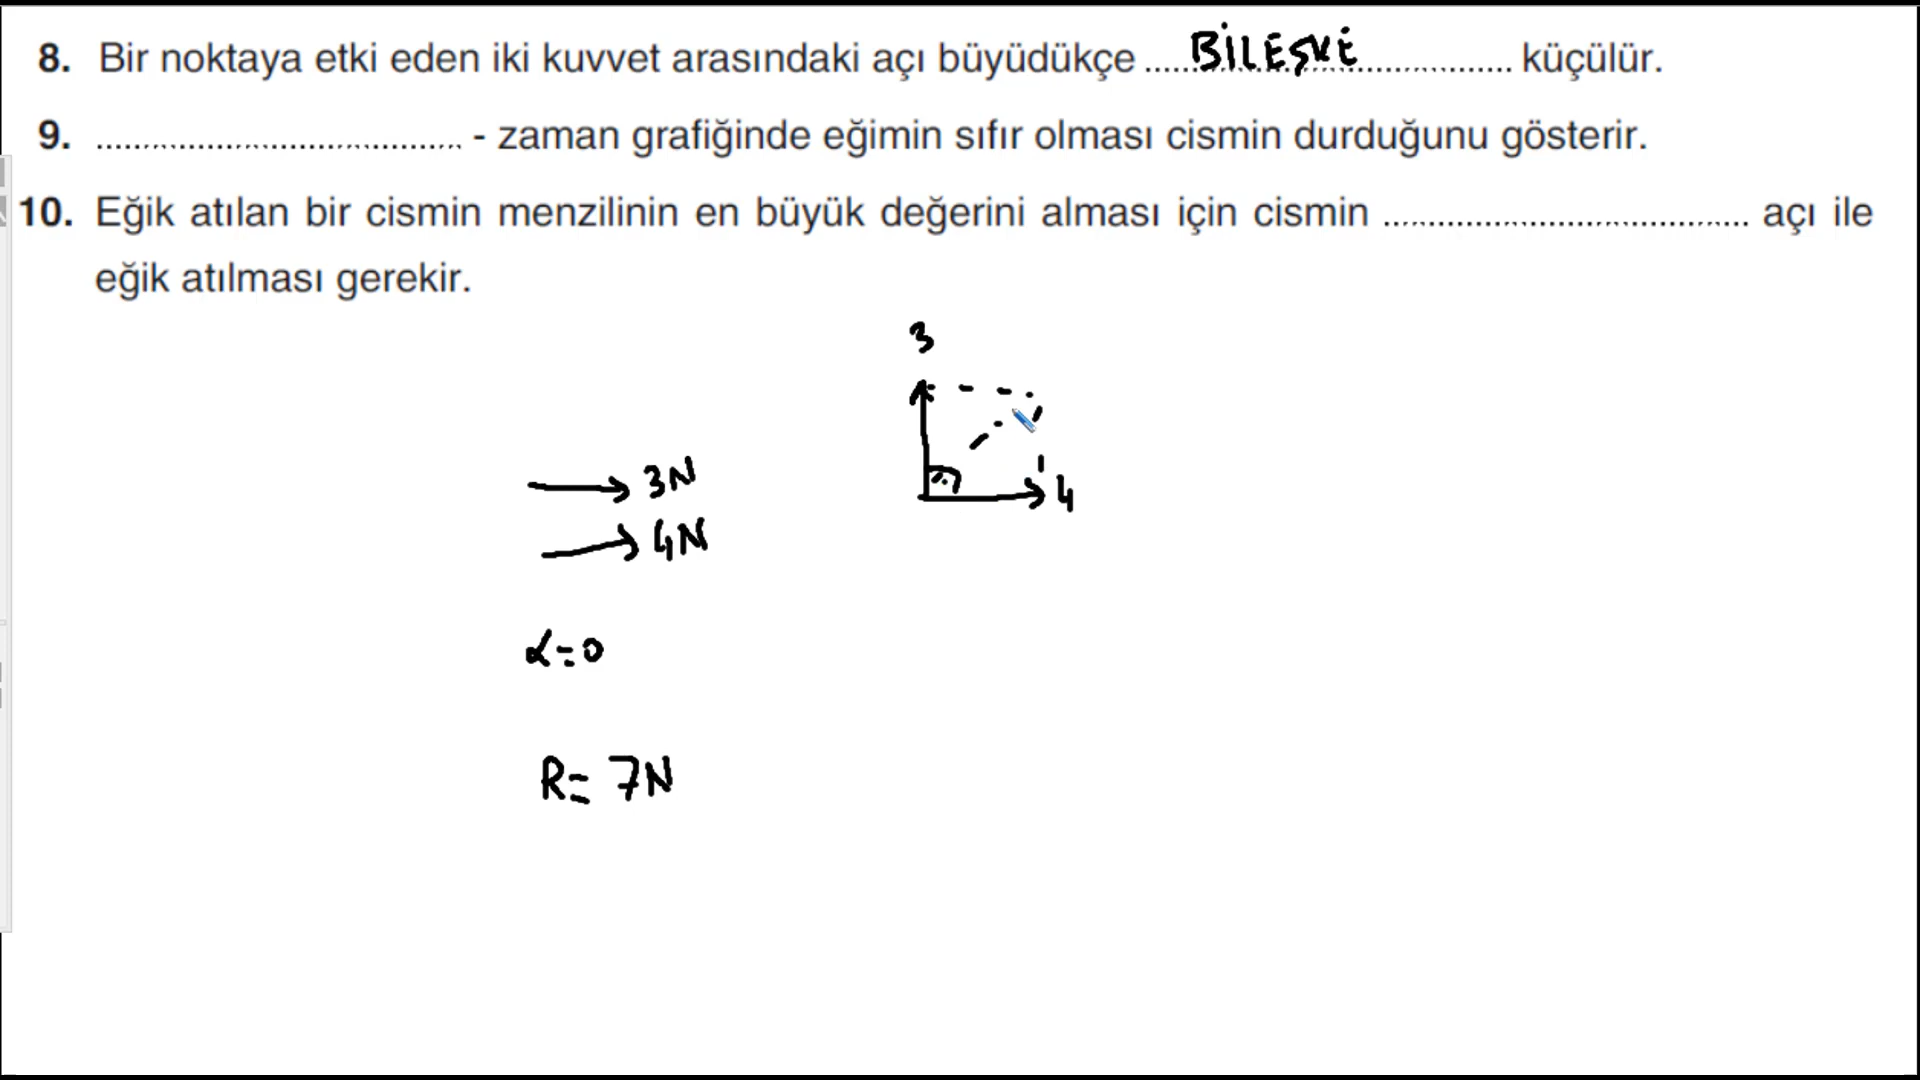 8. Bir noktaya etki eden iki kuvvet arasındaki açı büyüdükçe ....BİLEŞKE.... küçülür.
9. .................................... - zaman grafiğinde eğimin sıfır olması cismin durduğunu gösterir.
10. Eğik atılan bir cismin menzilinin en büyük değerini alması için cismin .................................... açı ile
eğik atılması gerekir.
3
4
3N
4N
α=0
R= 7N